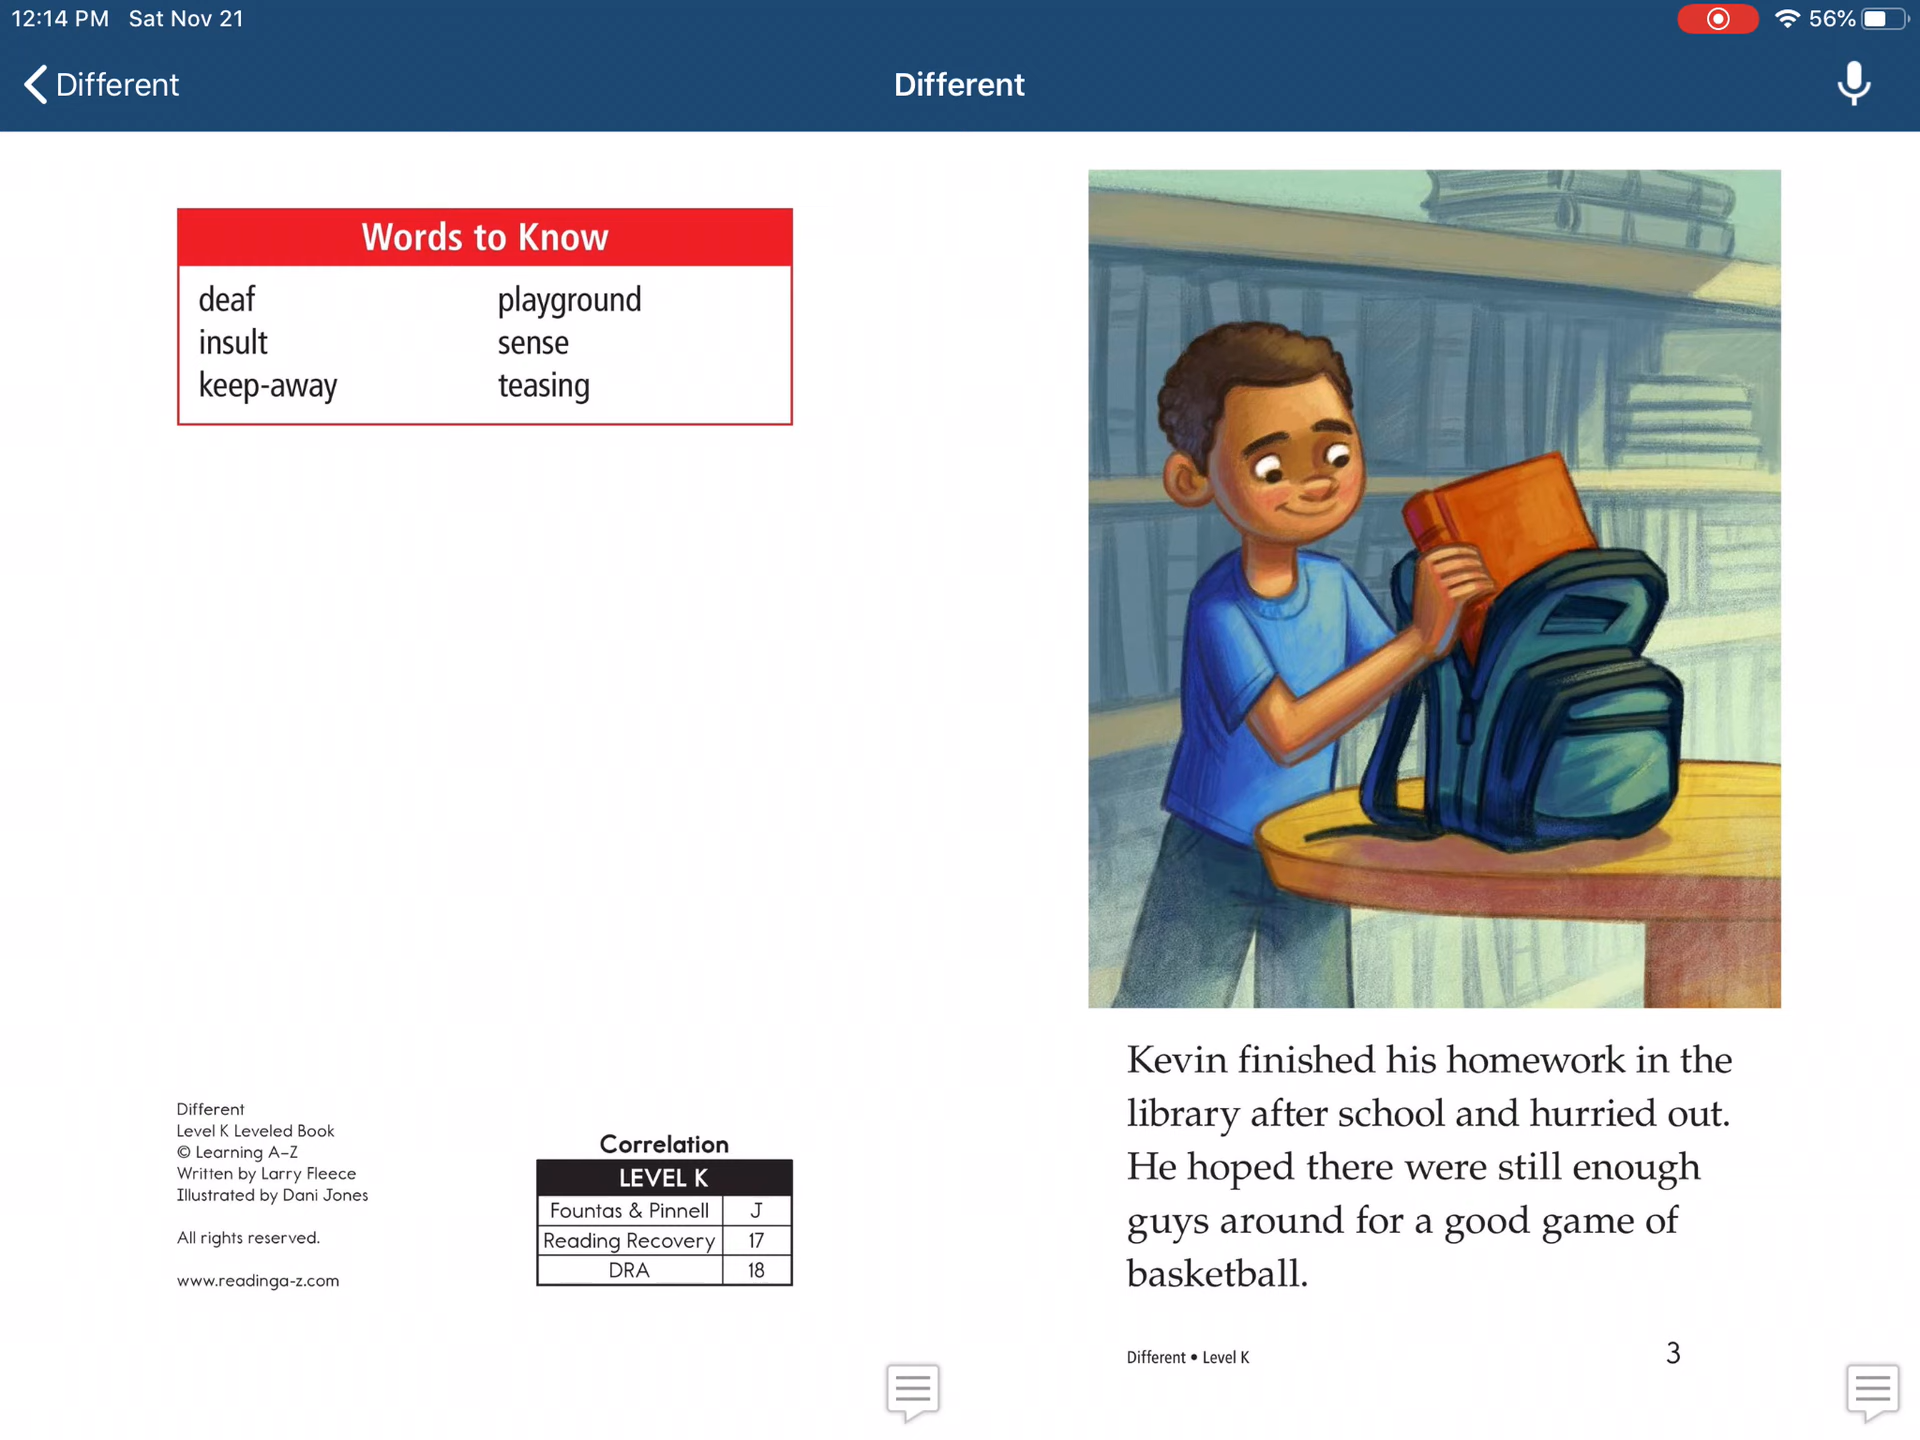 12:14 PM Sat Nov 21
56%
Different
Different
Words to Know
deaf playground
insult sense
keep-away teasing
Different
Level K Leveled Book
© Learning A–Z
Written by Larry Fleece
Illustrated by Dani Jones
All rights reserved.
www.readinga-z.com
Correlation
LEVEL K
Fountas & Pinnell J
Reading Recovery 17
DRA 18
Kevin finished his homework in the
library after school and hurried out.
He hoped there were still enough
guys around for a good game of
basketball.
Different • Level K
3